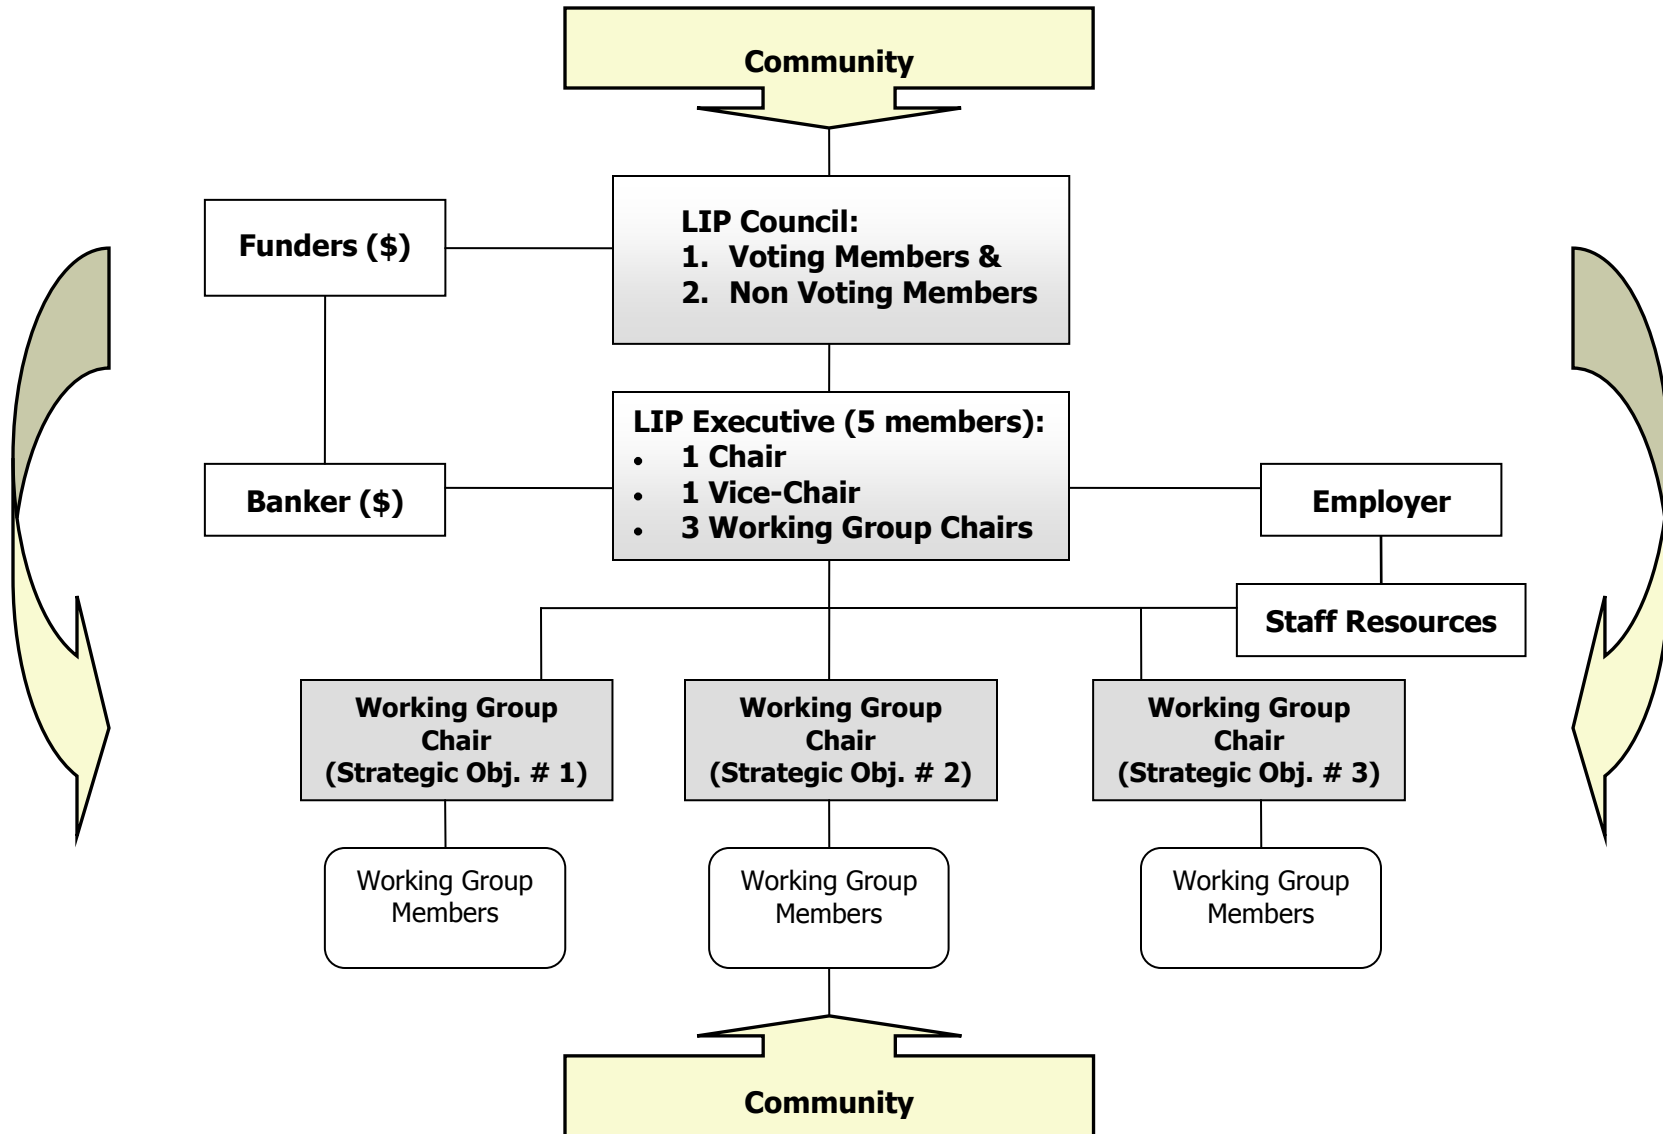 Community
Funders ($)
LIP Council:
1. Voting Members &
2. Non Voting Members
LIP Executive (5 members):
• 1 Chair
• 1 Vice-Chair
• 3 Working Group Chairs
Banker ($)
Employer
Staff Resources
Working Group
Chair
(Strategic Obj. # 1)
Working Group
Chair
(Strategic Obj. # 2)
Working Group
Chair
(Strategic Obj. # 3)
Working Group
Members
Working Group
Members
Working Group
Members
Community